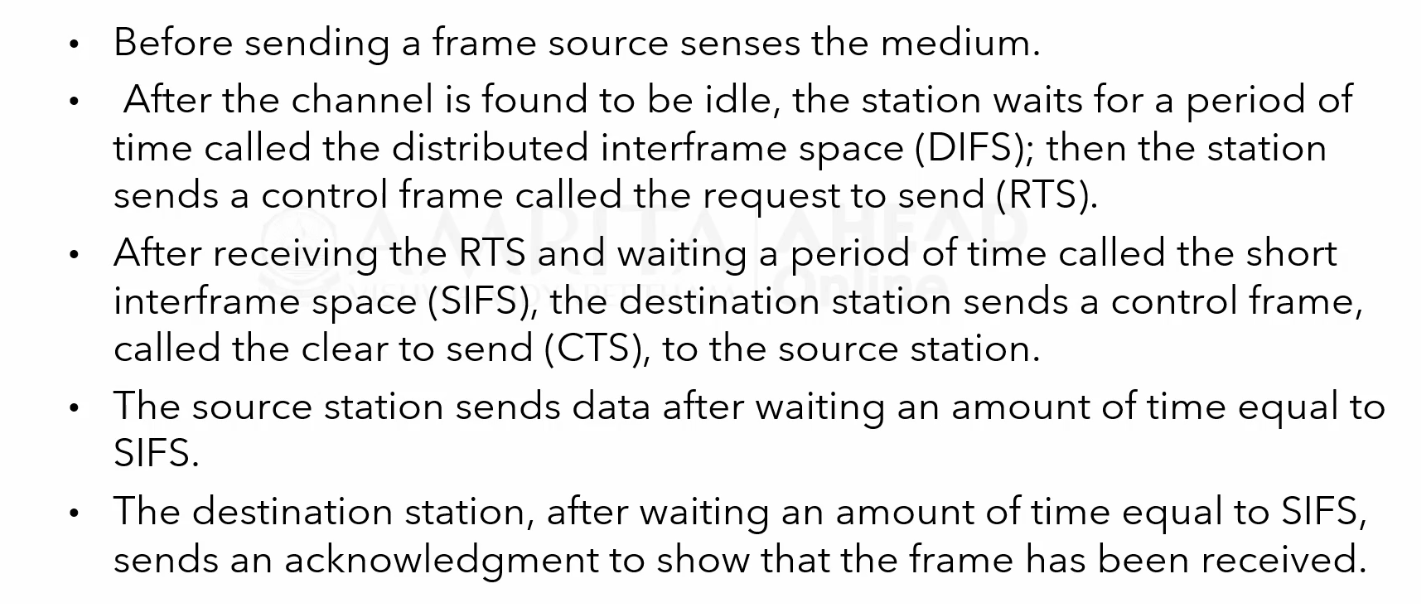 • Before sending a frame source senses the medium.
• After the channel is found to be idle, the station waits for a period of
time called the distributed interframe space (DIFS); then the station
sends a control frame called the request to send (RTS).
• After receiving the RTS and waiting a period of time called the short
interframe space (SIFS), the destination station sends a control frame,
called the clear to send (CTS), to the source station.
• The source station sends data after waiting an amount of time equal to
SIFS.
• The destination station, after waiting an amount of time equal to SIFS,
sends an acknowledgment to show that the frame has been received.
AMRITA AHEAD
Online